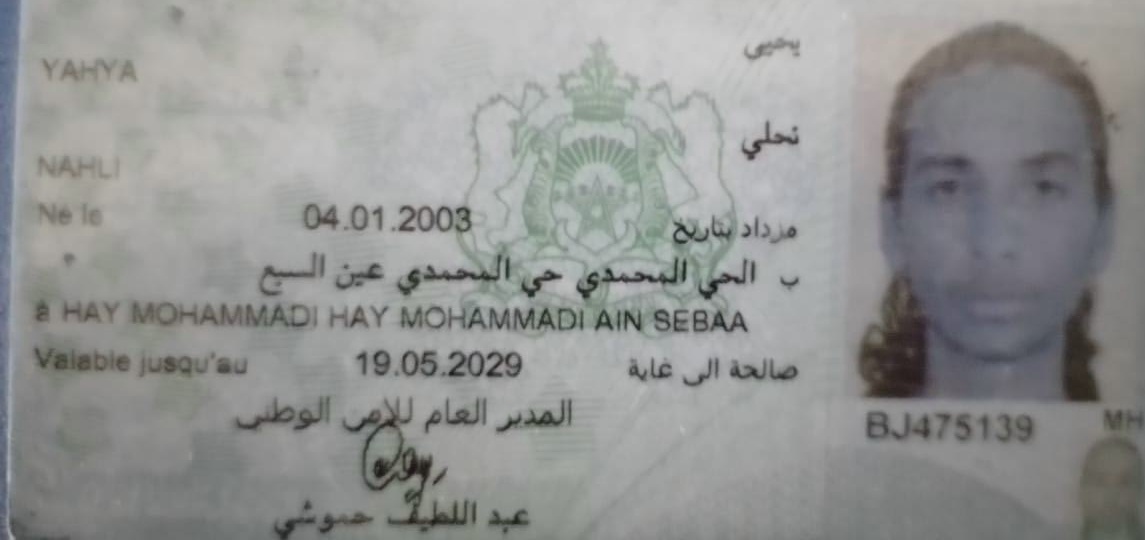 يحيى
YAHYA
نحلي
NAHLI
Né le 04.01.2003 مزداد بتاريخ
ب الحي المحمدي حي المحمدي عين السبع
à HAY MOHAMMADI HAY MOHAMMADI AIN SEBAA
Valable jusqu'au 19.05.2029 صالحة الى غاية
المدير العام للأمن الوطني
BJ475139
MH
عبد اللطيف حموشي